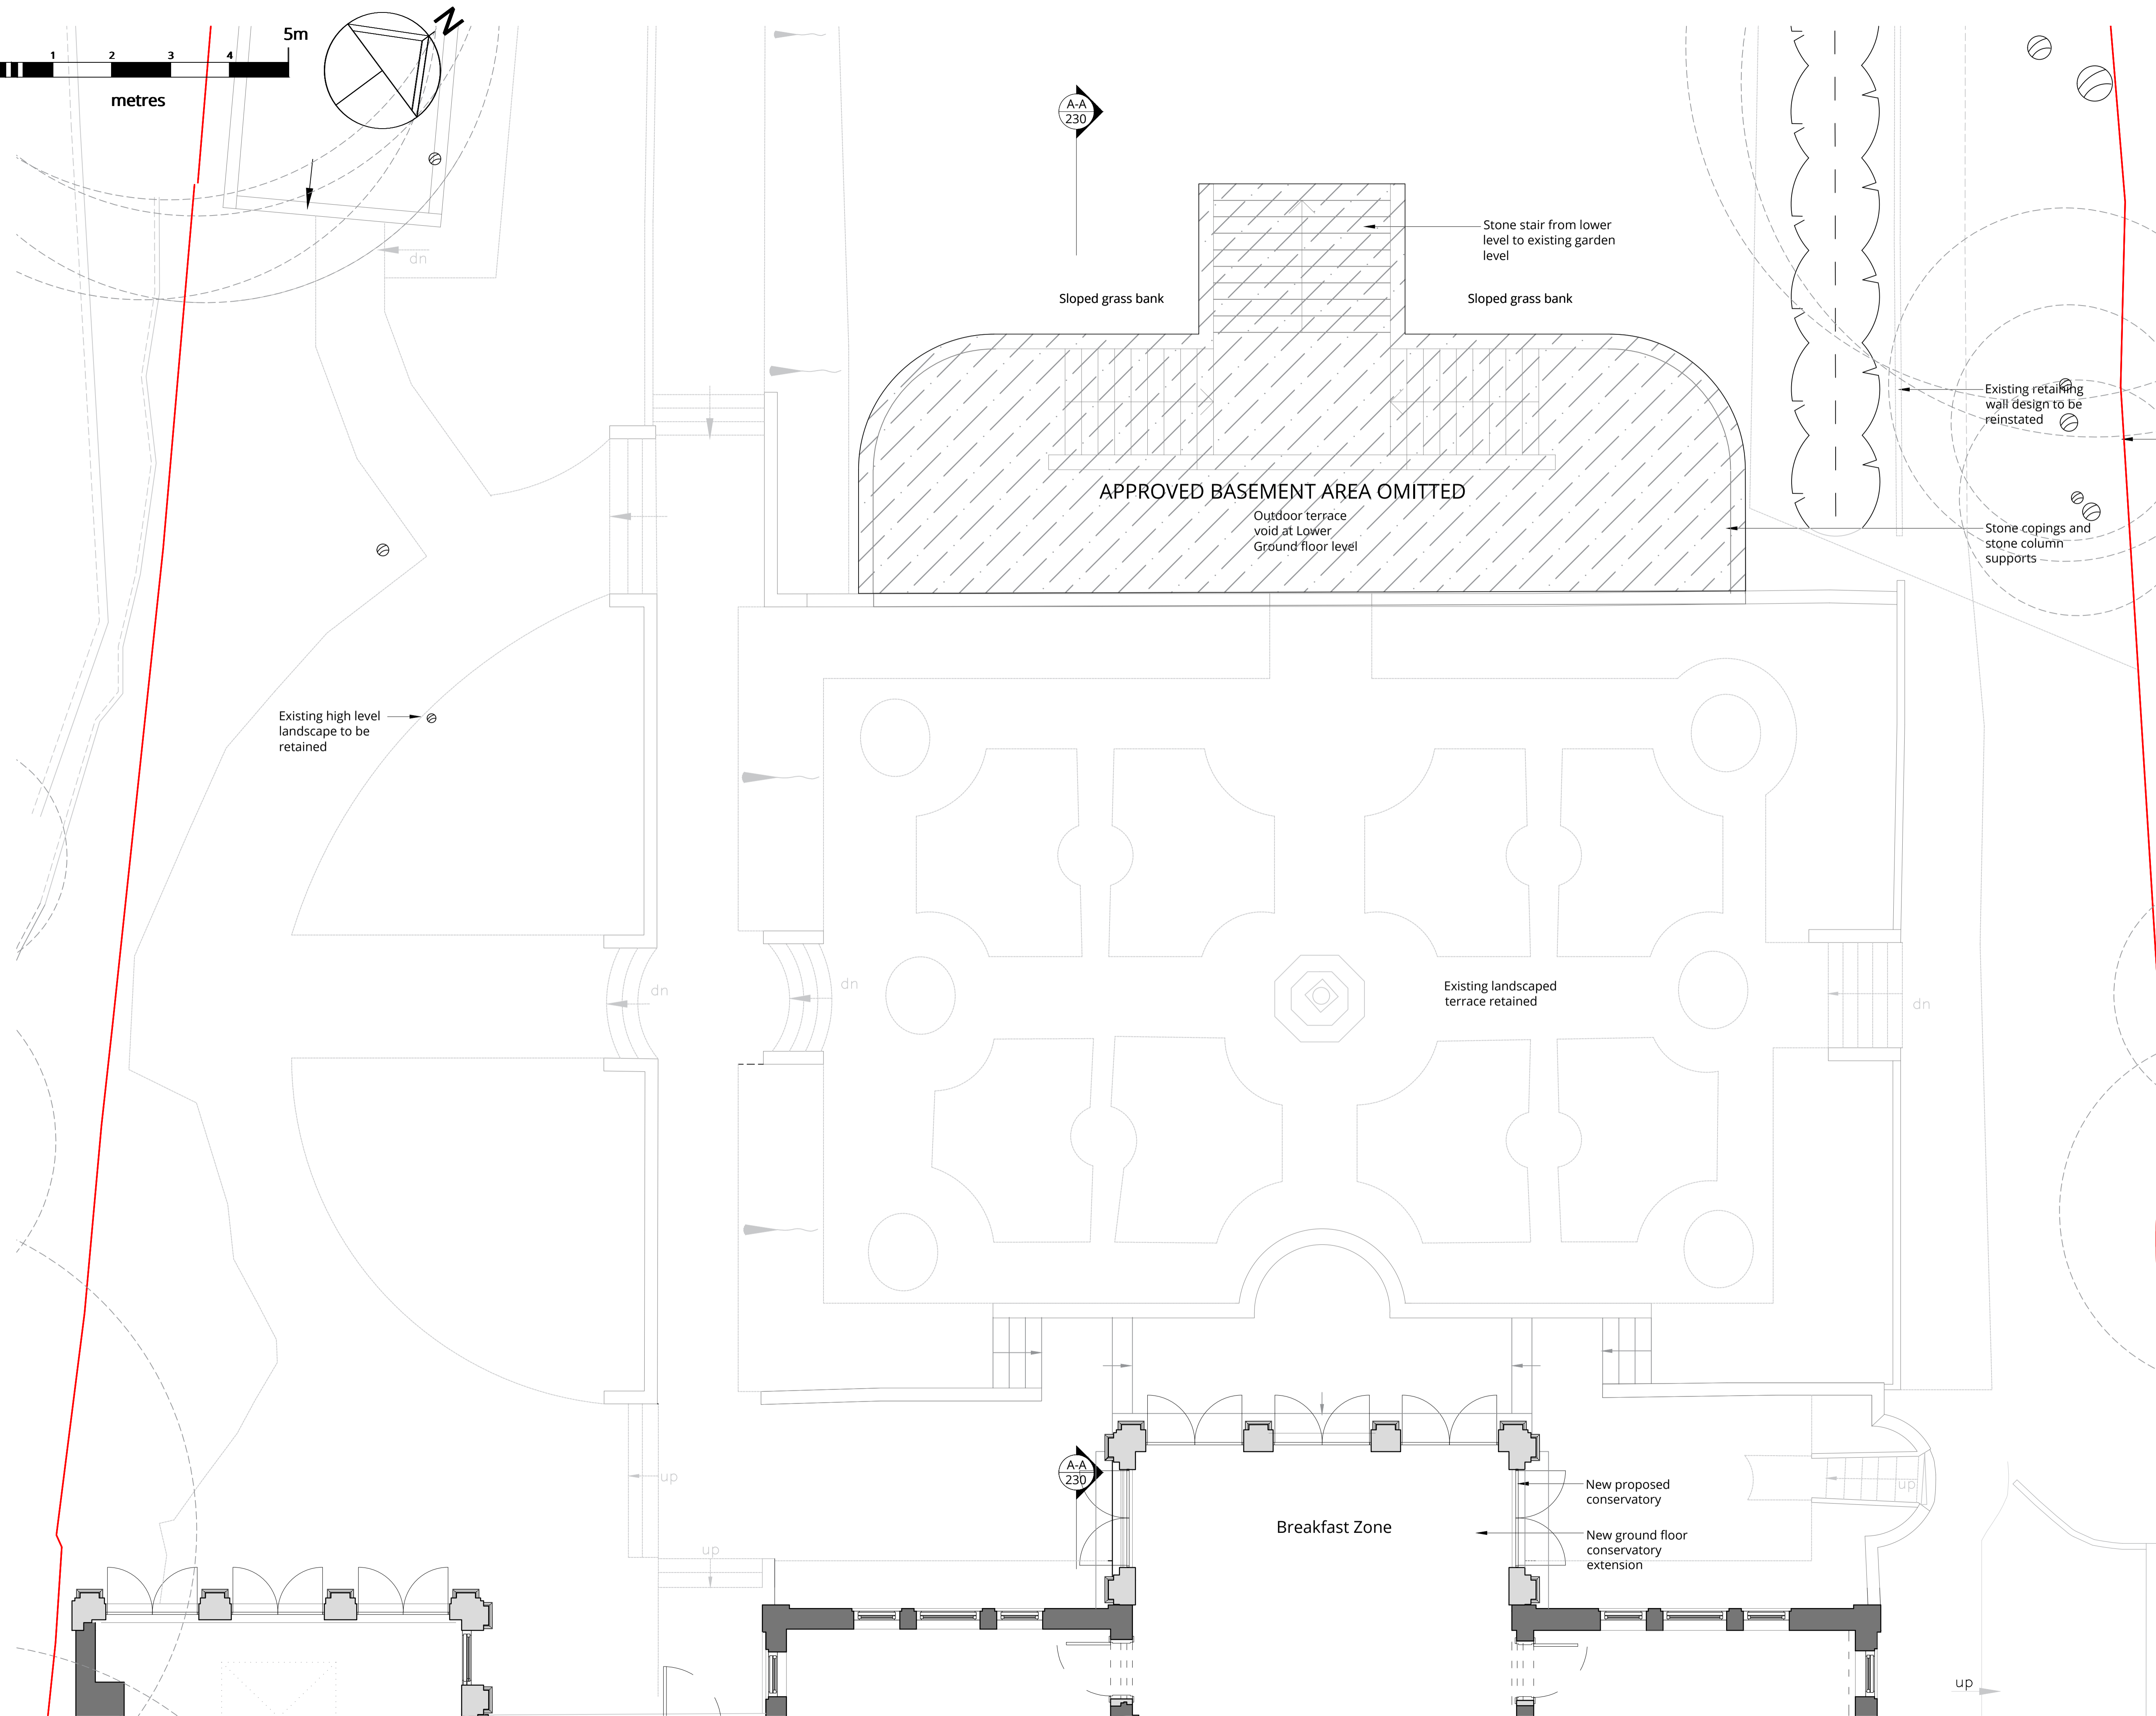 5m
N
1 2 3 4
metres
A-A
230
Stone stair from lower
level to existing garden
level
dn
Sloped grass bank
Sloped grass bank
Existing retaining
wall design to be
reinstated
APPROVED BASEMENT AREA OMITTED
Outdoor terrace
void at Lower
Ground floor level
Stone copings and
stone column
supports
Existing high level
landscape to be
retained
dn
dn
Existing landscaped
terrace retained
dn
up
A-A
230
New proposed
conservatory
up
Breakfast Zone
New ground floor
conservatory
extension
up
up